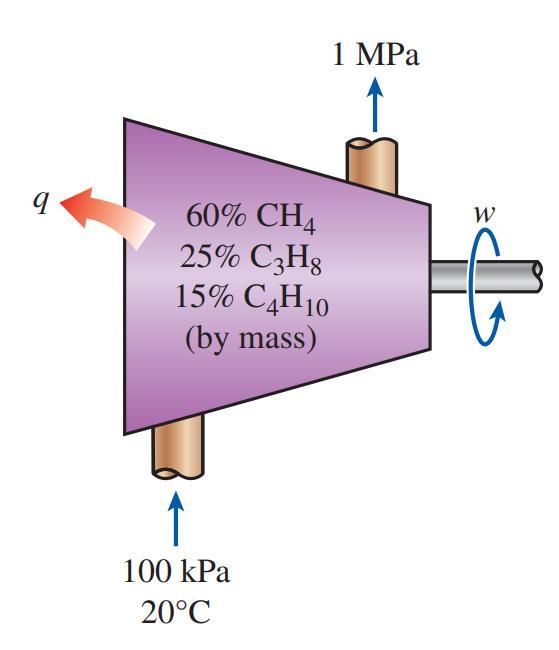 1 MPa
q
60% CH₄
25% C₃H₈
15% C₄H₁₀
(by mass)
w
100 kPa
20°C